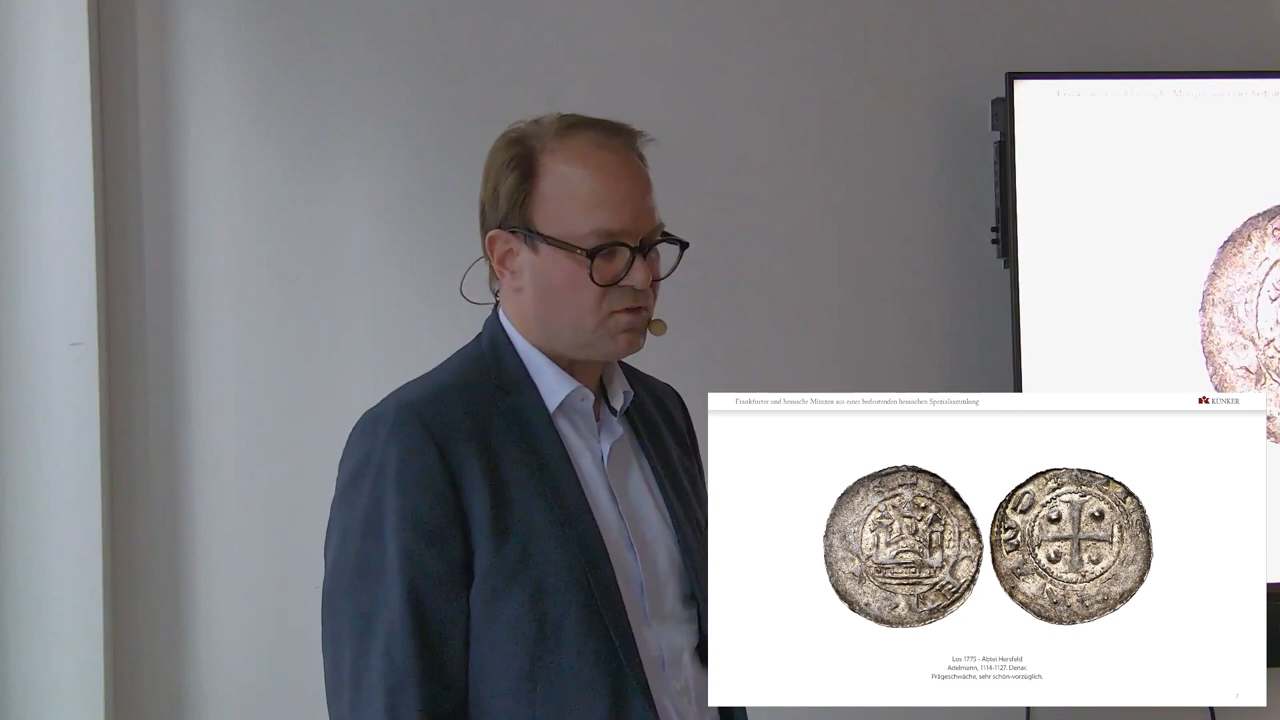 Frankfurter und hessische Münzen aus einer bedeutenden hessischen Spezialsammlung
KÜNKER
Los 1775 - Abtei Hersfeld
Adelmann, 1114-1127. Denar.
Prägeschwäche, sehr schön-vorzüglich.
7